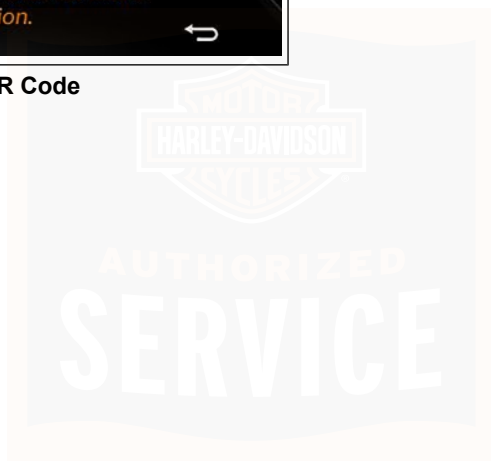 ion.
R Code
MOTOR
HARLEY-DAVIDSON
CYCLES
AUTHORIZED
SERVICE